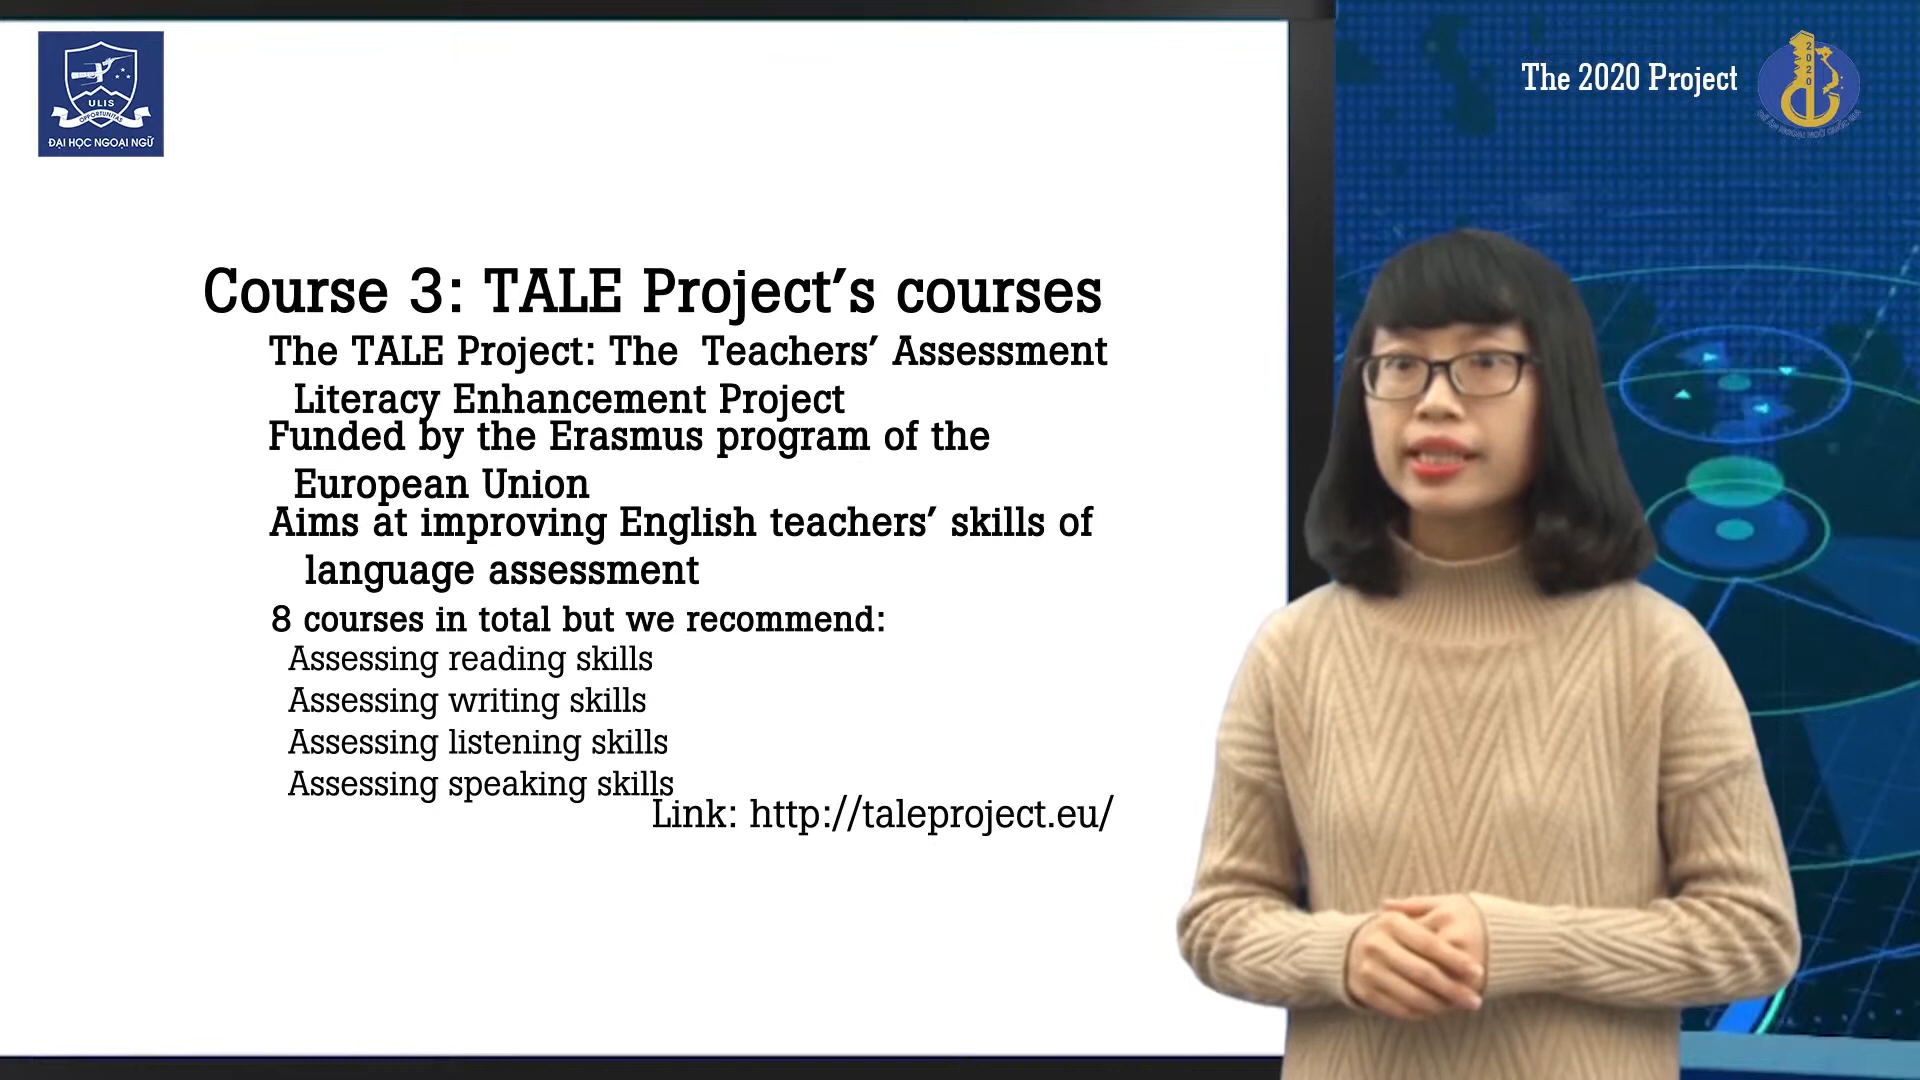 ULIS
OPPORTUNITAS
ĐẠI HỌC NGOẠI NGỮ
The 2020 Project
2020
Course 3: TALE Project’s courses
The TALE Project: The Teachers’ Assessment
Literacy Enhancement Project
Funded by the Erasmus program of the
European Union
Aims at improving English teachers’ skills of
language assessment
8 courses in total but we recommend:
Assessing reading skills
Assessing writing skills
Assessing listening skills
Assessing speaking skills
Link: http://taleproject.eu/